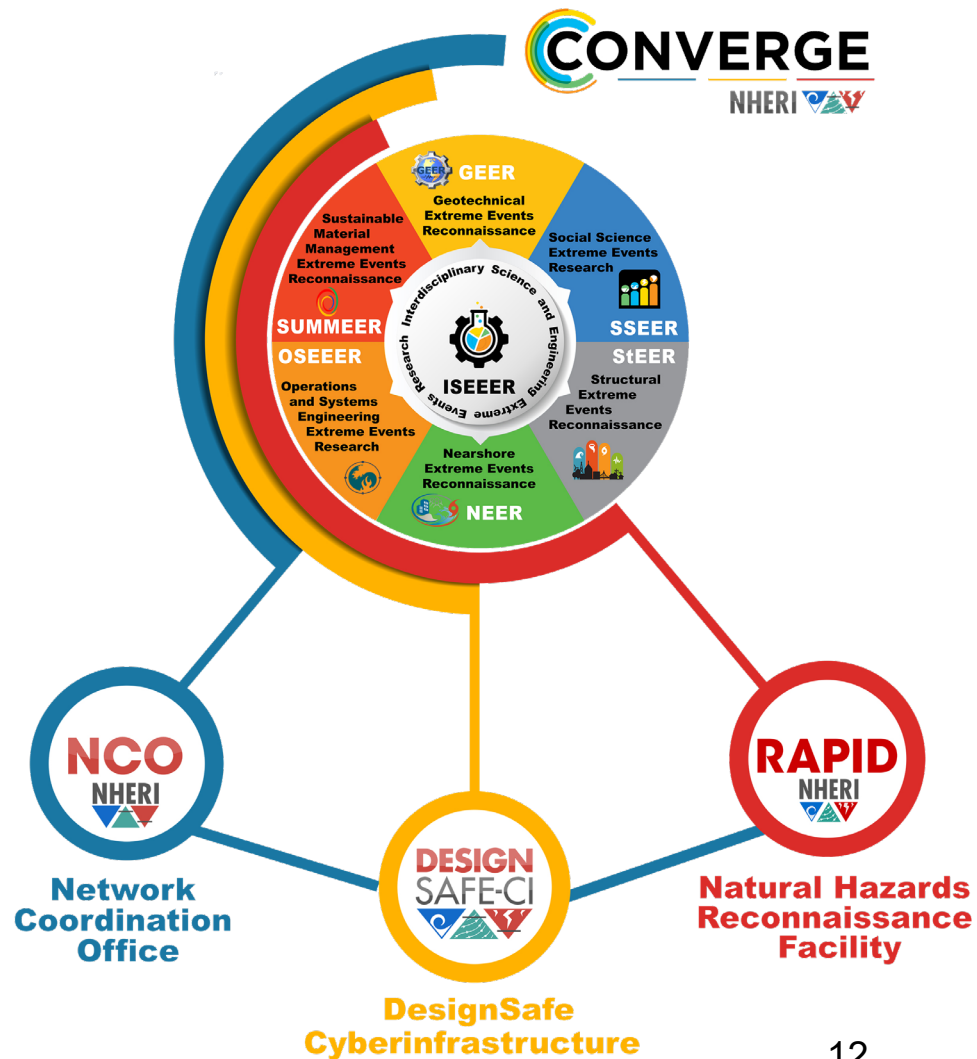 CONVERGE
NHERI
GEER
GEER
Geotechnical
Extreme Events
Reconnaissance
Sustainable
Material
Management
Extreme Events
Reconnaissance
SUMMEER
Social Science
Extreme Events
Research
SSEER
Interdisciplinary Science and Engineering Extreme Events Research
ISEEER
OSEEER
Operations
and Systems
Engineering
Extreme Events
Research
StEER
Structural
Extreme
Events
Reconnaissance
Nearshore
Extreme Events
Reconnaissance
NEER
NCO
NHERI
Network
Coordination
Office
DESIGN
SAFE-CI
DesignSafe
Cyberinfrastructure
RAPID
NHERI
Natural Hazards
Reconnaissance
Facility
12